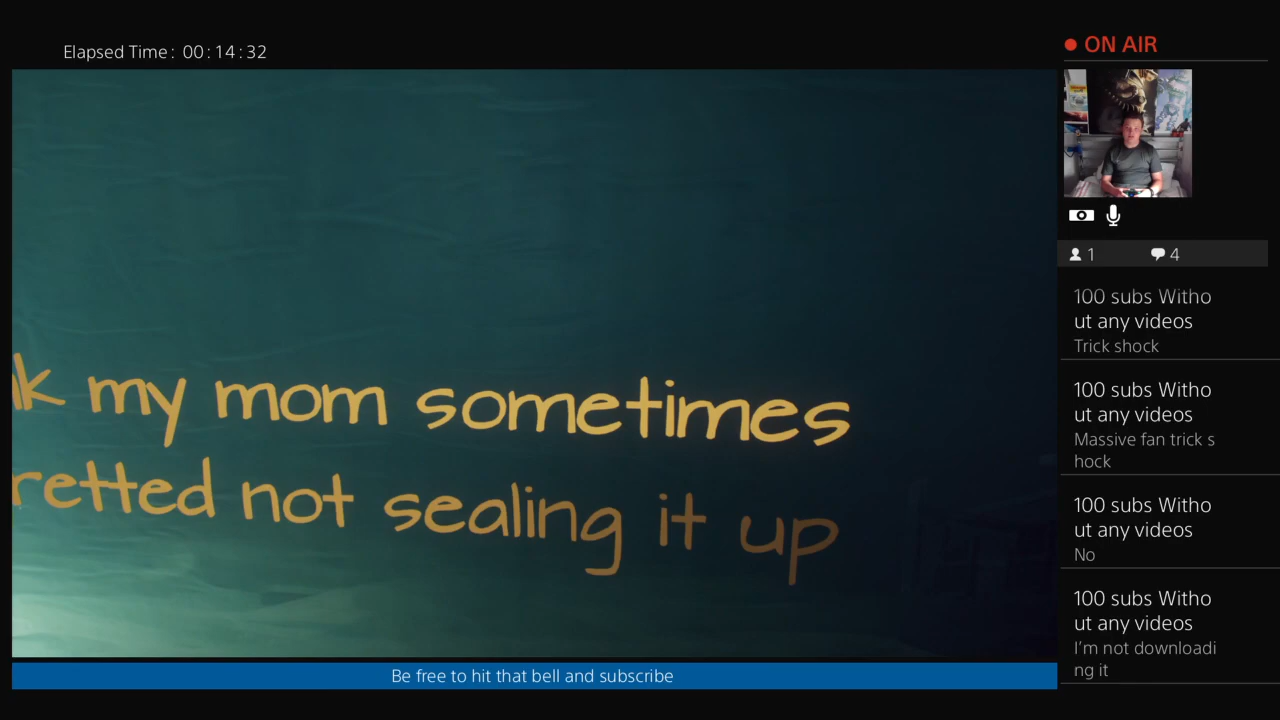 Elapsed Time: 00:14:32
ON AIR
k my mom sometimes
retted not sealing it up
1
4
100 subs Witho
ut any videos
Trick shock
100 subs Witho
ut any videos
Massive fan trick s
hock
100 subs Witho
ut any videos
No
100 subs Witho
ut any videos
I'm not downloadi
ng it
Be free to hit that bell and subscribe